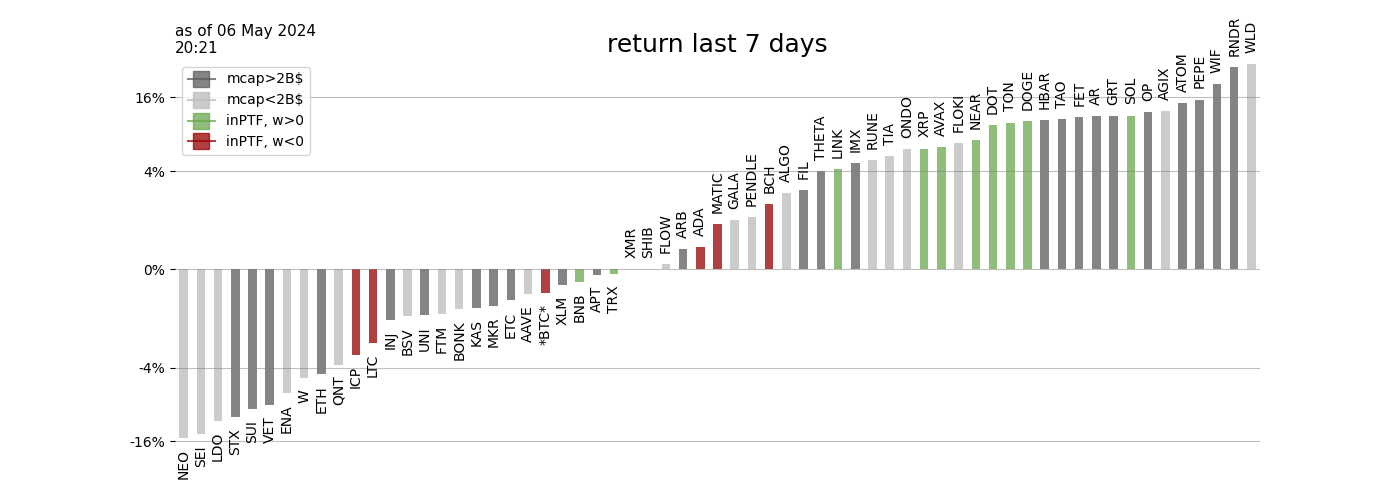 as of 06 May 2024
20:21
return last 7 days
mcap>2B$
mcap<2B$
inPTF, w>0
inPTF, w<0
16%
4%
0%
-4%
-16%
NEO
SEI
LDO
STX
SUI
VET
ENA
W
ETH
QNT
ICP
LTC
INJ
BSV
UNI
FTM
BONK
KAS
MKR
ETC
AAVE
*BTC*
XLM
BNB
APT
TRX
XMR
SHIB
FLOW
ARB
ADA
MATIC
GALA
PENDLE
BCH
ALGO
FIL
THETA
LINK
IMX
RUNE
TIA
ONDO
XRP
AVAX
FLOKI
NEAR
DOT
TON
DOGE
HBAR
TAO
FET
AR
GRT
SOL
OP
AGIX
ATOM
PEPE
WIF
RNDR
WLD